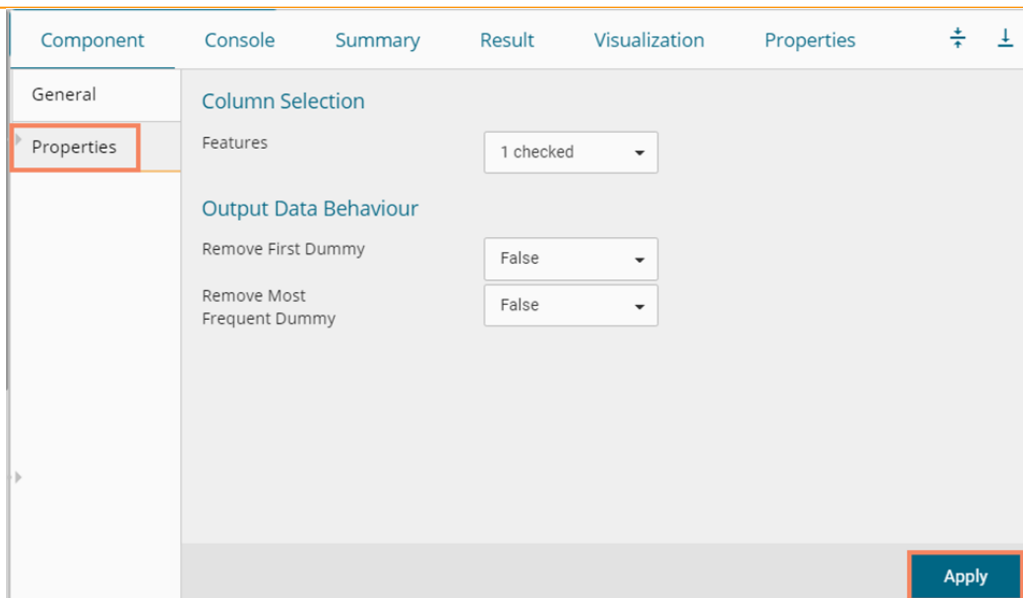 Component Console Summary Result Visualization Properties
General
Properties
Column Selection
Features 1 checked
Output Data Behaviour
Remove First Dummy False
Remove Most
Frequent Dummy False
Apply